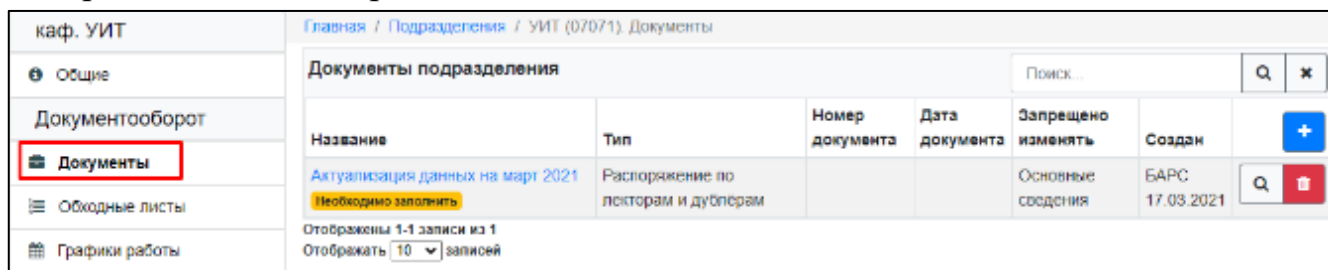 каф. УИТ
Общие
Документооборот
Документы
Обходные листы
Графики работы
Главная / Подразделения / УИТ (07071). Документы
Документы подразделения
Поиск...
Название
Тип
Номер
документа
Дата
документа
Запрещено
изменять
Создан
Актуализация данных на март 2021
Необходимо заполнить
Распоряжение по
лекторам и дублёрам
Основные
сведения
БАРС
17.03.2021
Отображены 1-1 записи из 1
Отображать 10 записей